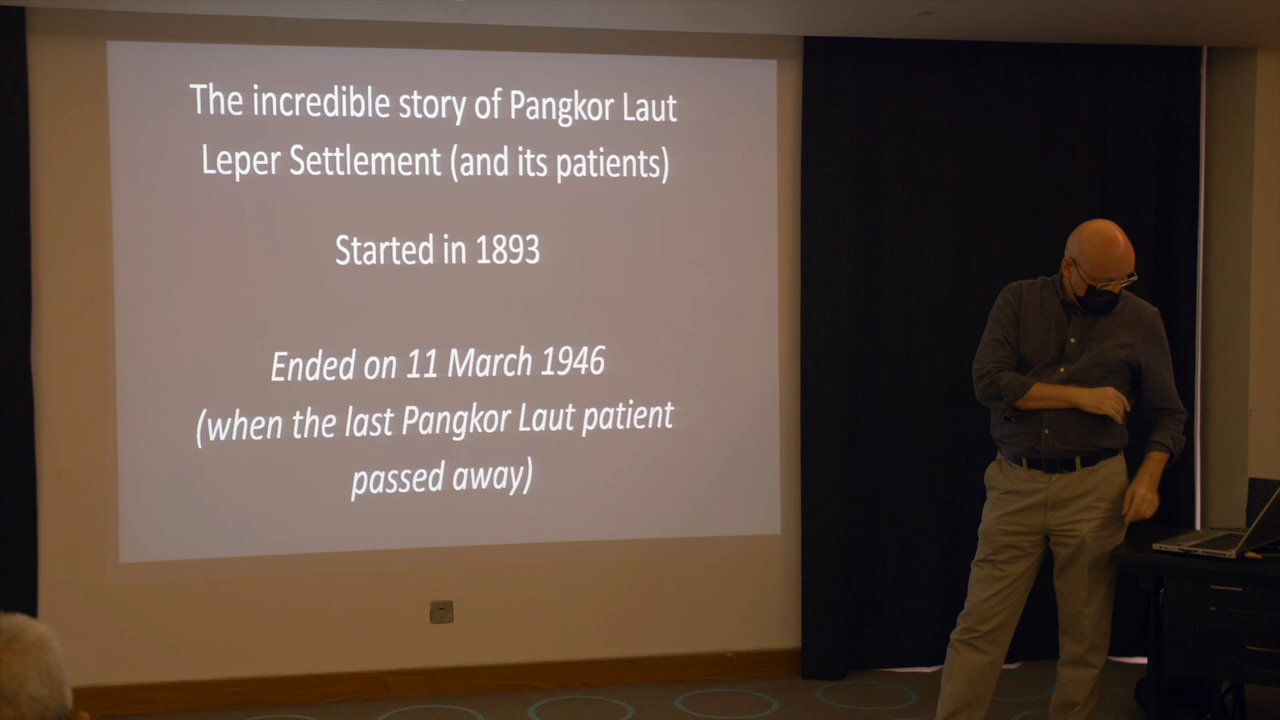 The incredible story of Pangkor Laut
Leper Settlement (and its patients)
Started in 1893
Ended on 11 March 1946
(when the last Pangkor Laut patient
passed away)